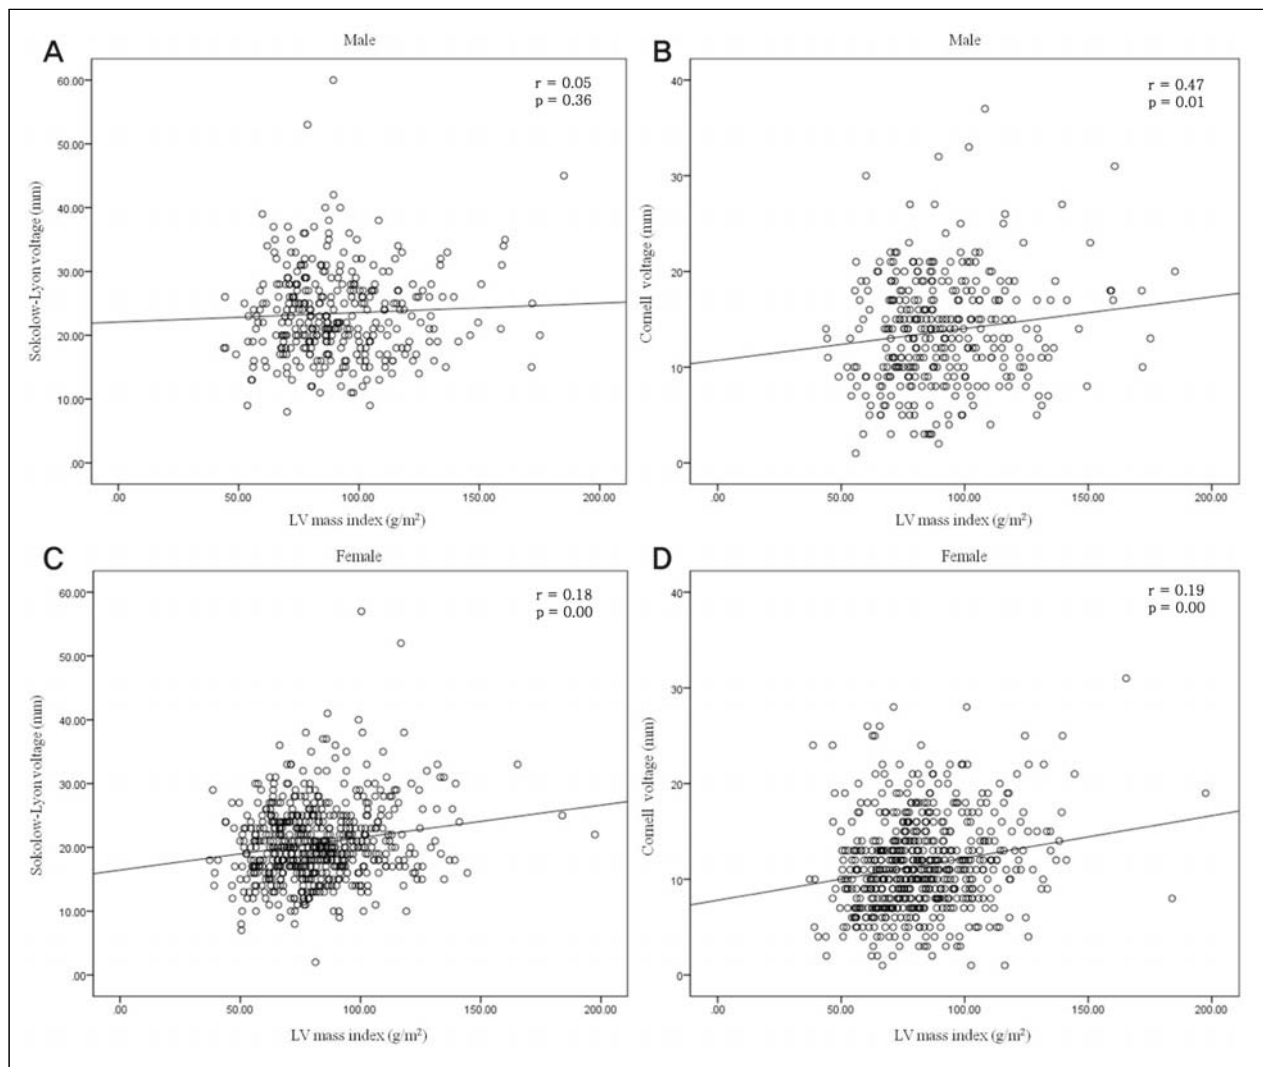 A
Male
r = 0.05
p = 0.36
60.00
50.00
40.00
30.00
20.00
10.00
.00
Sokolow-Lyon voltage (mm)
.00 50.00 100.00 150.00 200.00
LV mass index (g/m²)
B
Male
r = 0.47
p = 0.01
40
30
20
10
0
Cornell voltage (mm)
.00 50.00 100.00 150.00 200.00
LV mass index (g/m²)
C
Female
r = 0.18
p = 0.00
60.00
50.00
40.00
30.00
20.00
10.00
.00
Sokolow-Lyon voltage (mm)
.00 50.00 100.00 150.00 200.00
LV mass index (g/m²)
D
Female
r = 0.19
p = 0.00
40
30
20
10
0
Cornell voltage (mm)
.00 50.00 100.00 150.00 200.00
LV mass index (g/m²)